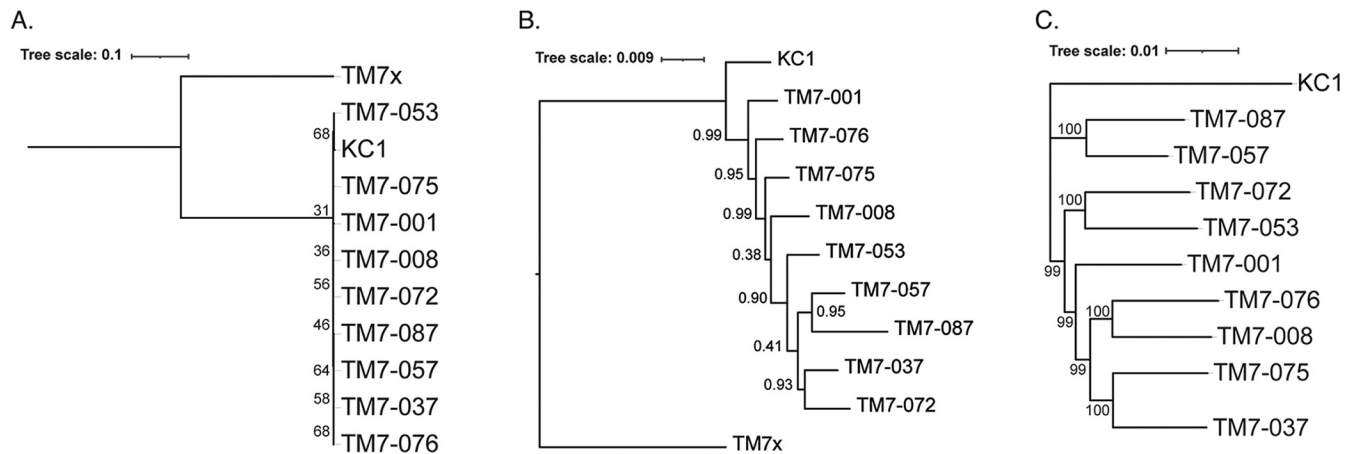 A.
Tree scale: 0.1
TM7x
TM7-053
68
KC1
TM7-075
31
TM7-001
36
TM7-008
56
TM7-072
46
TM7-087
64
TM7-057
58
TM7-037
68
TM7-076
B.
Tree scale: 0.009
KC1
TM7-001
0.99
TM7-076
0.95
TM7-075
0.99
TM7-008
0.38
TM7-053
0.90
TM7-057
0.95
TM7-087
0.41
TM7-037
0.93
TM7-072
TM7x
C.
Tree scale: 0.01
KC1
TM7-087
100
TM7-057
TM7-072
100
TM7-053
99
TM7-001
TM7-076
100
99
TM7-008
99
TM7-075
100
TM7-037